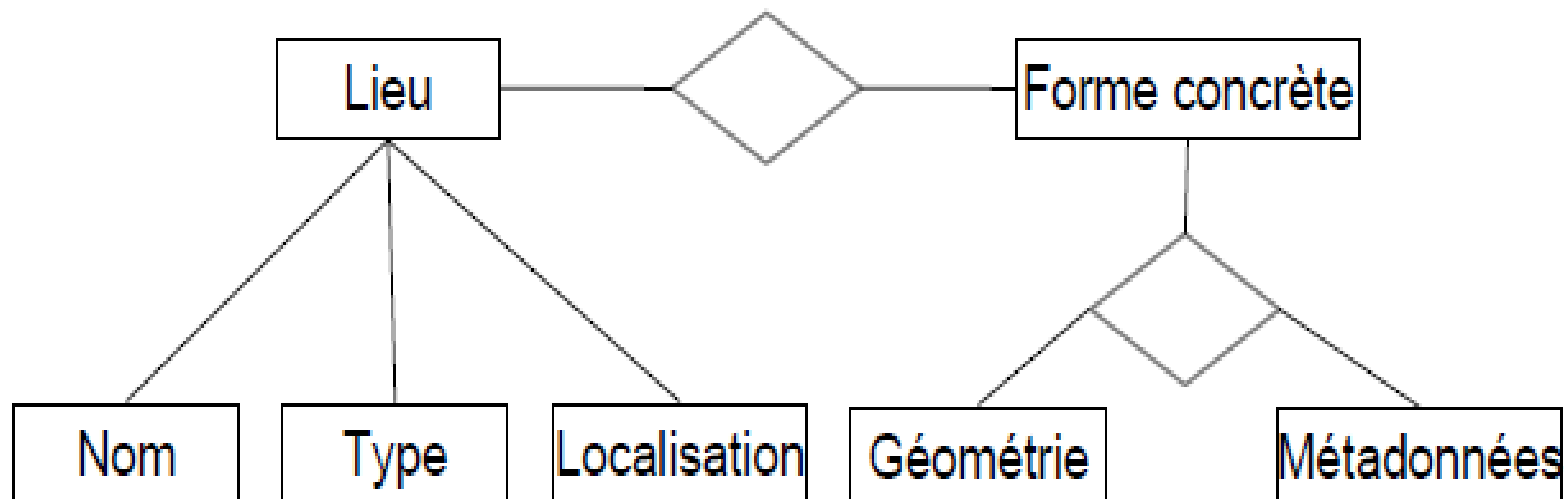 Lieu
Forme concrète
Nom
Type
Localisation
Géométrie
Métadonnées